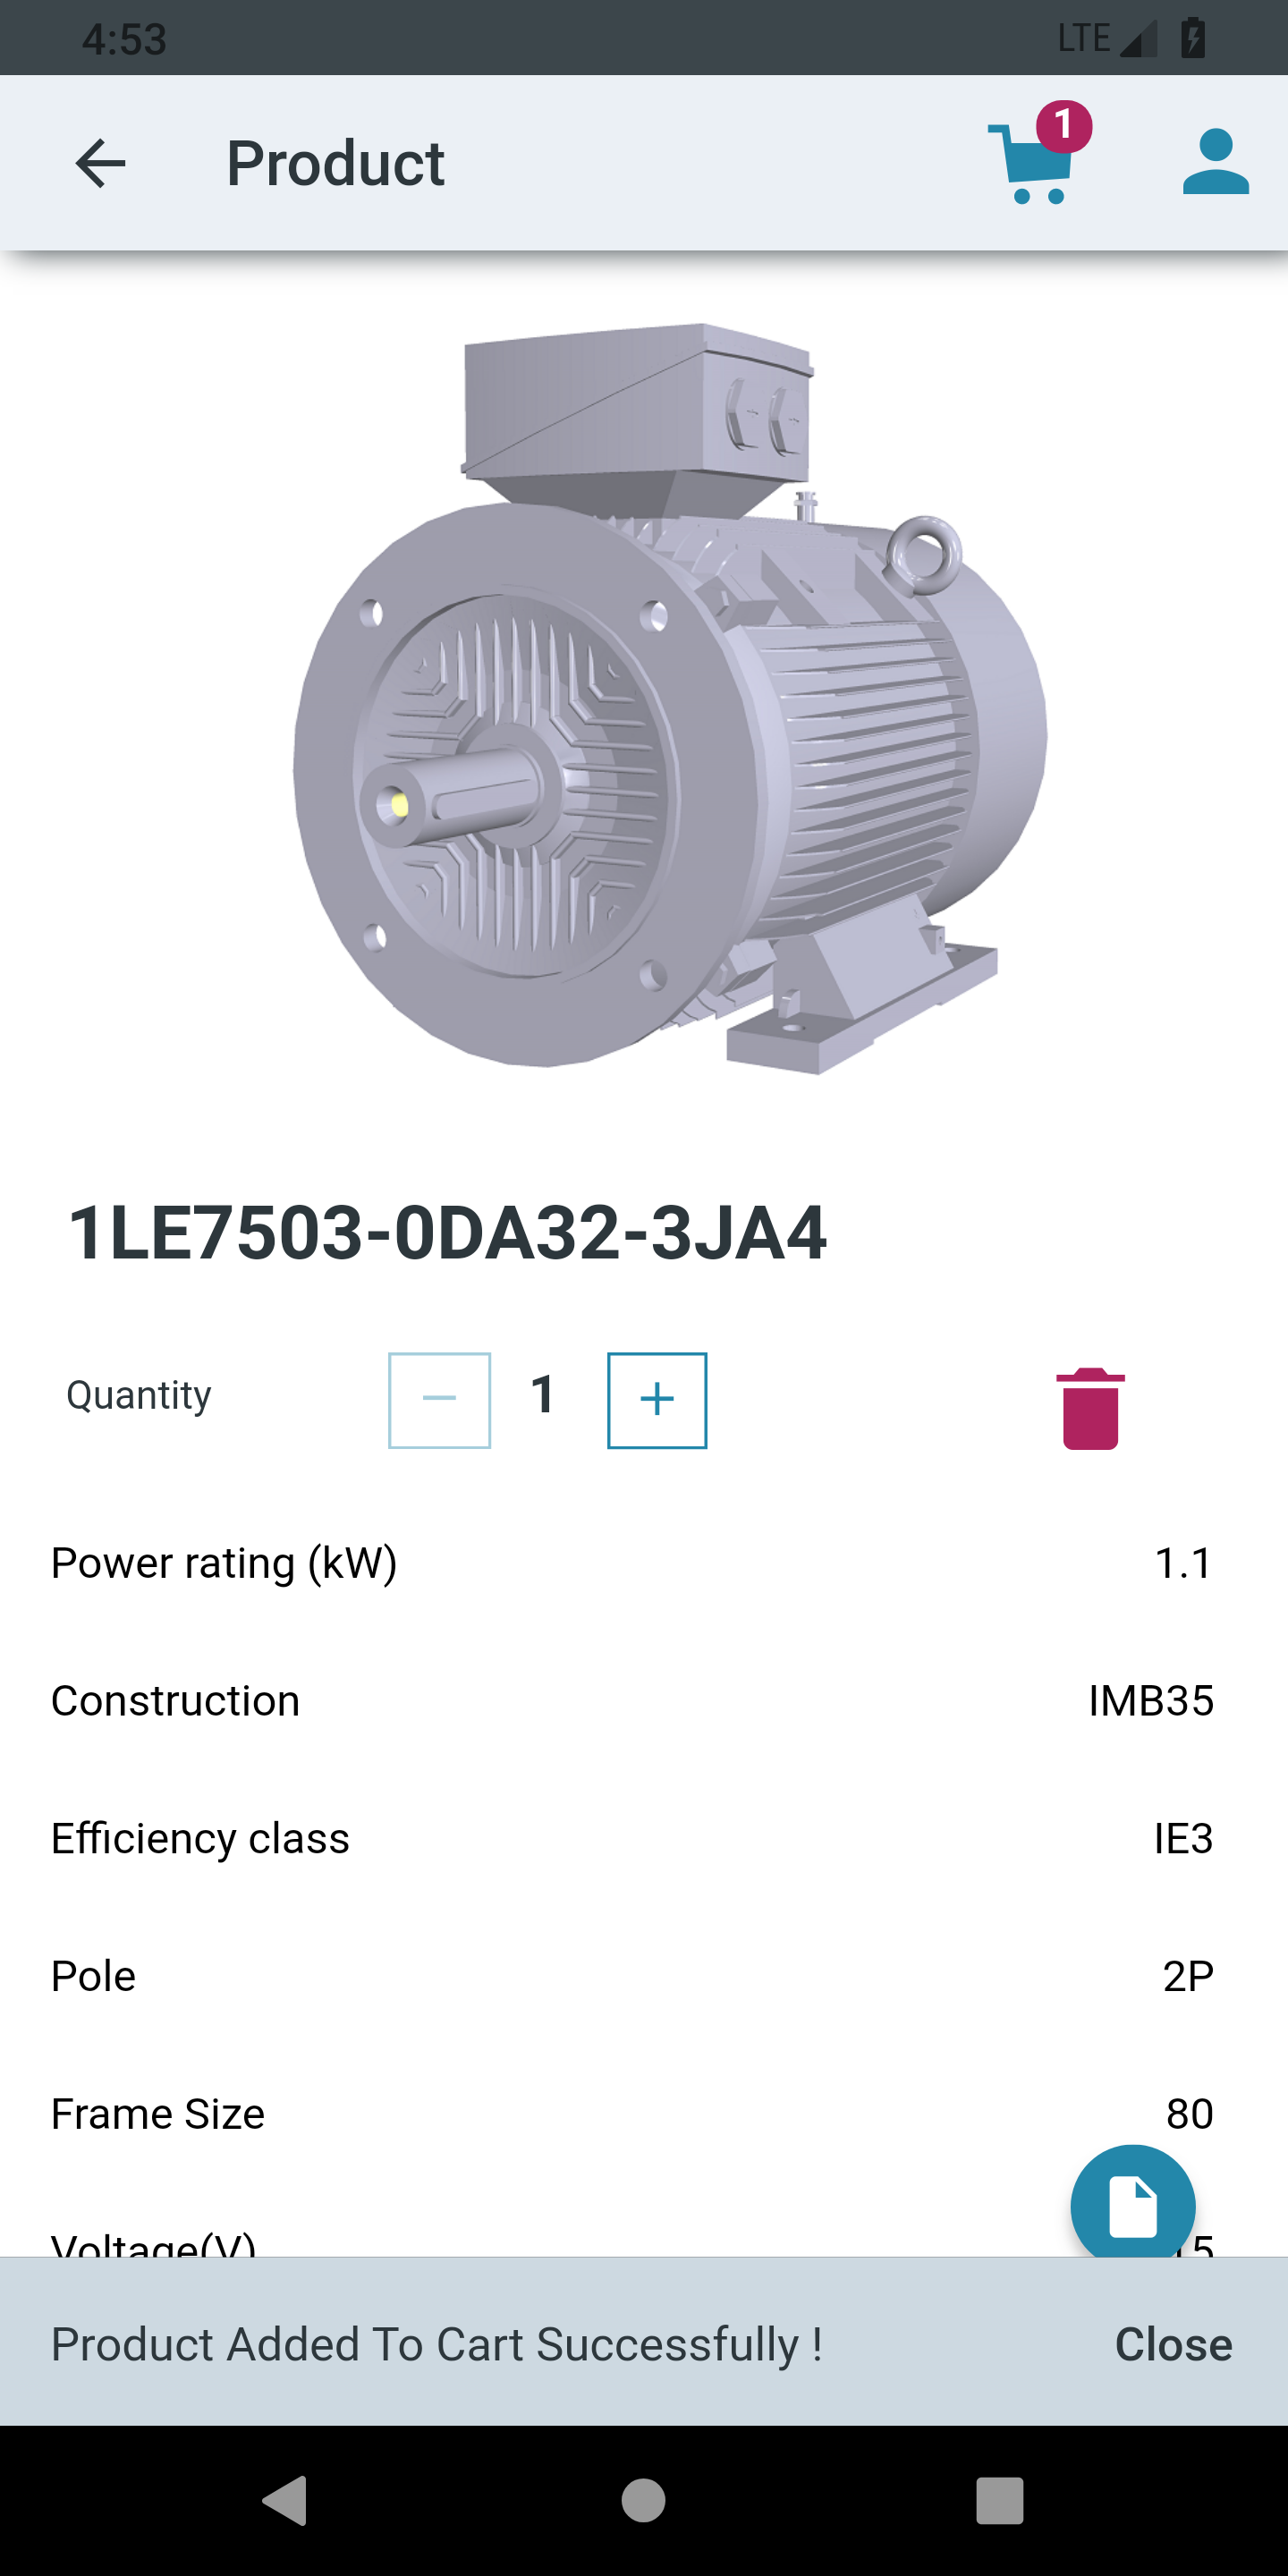 4:53 LTE
Product 1
1LE7503-0DA32-3JA4
Quantity 1
Power rating (kW) 1.1
Construction IMB35
Efficiency class IE3
Pole 2P
Frame Size 80
Voltage(V)
Product Added To Cart Successfully ! Close